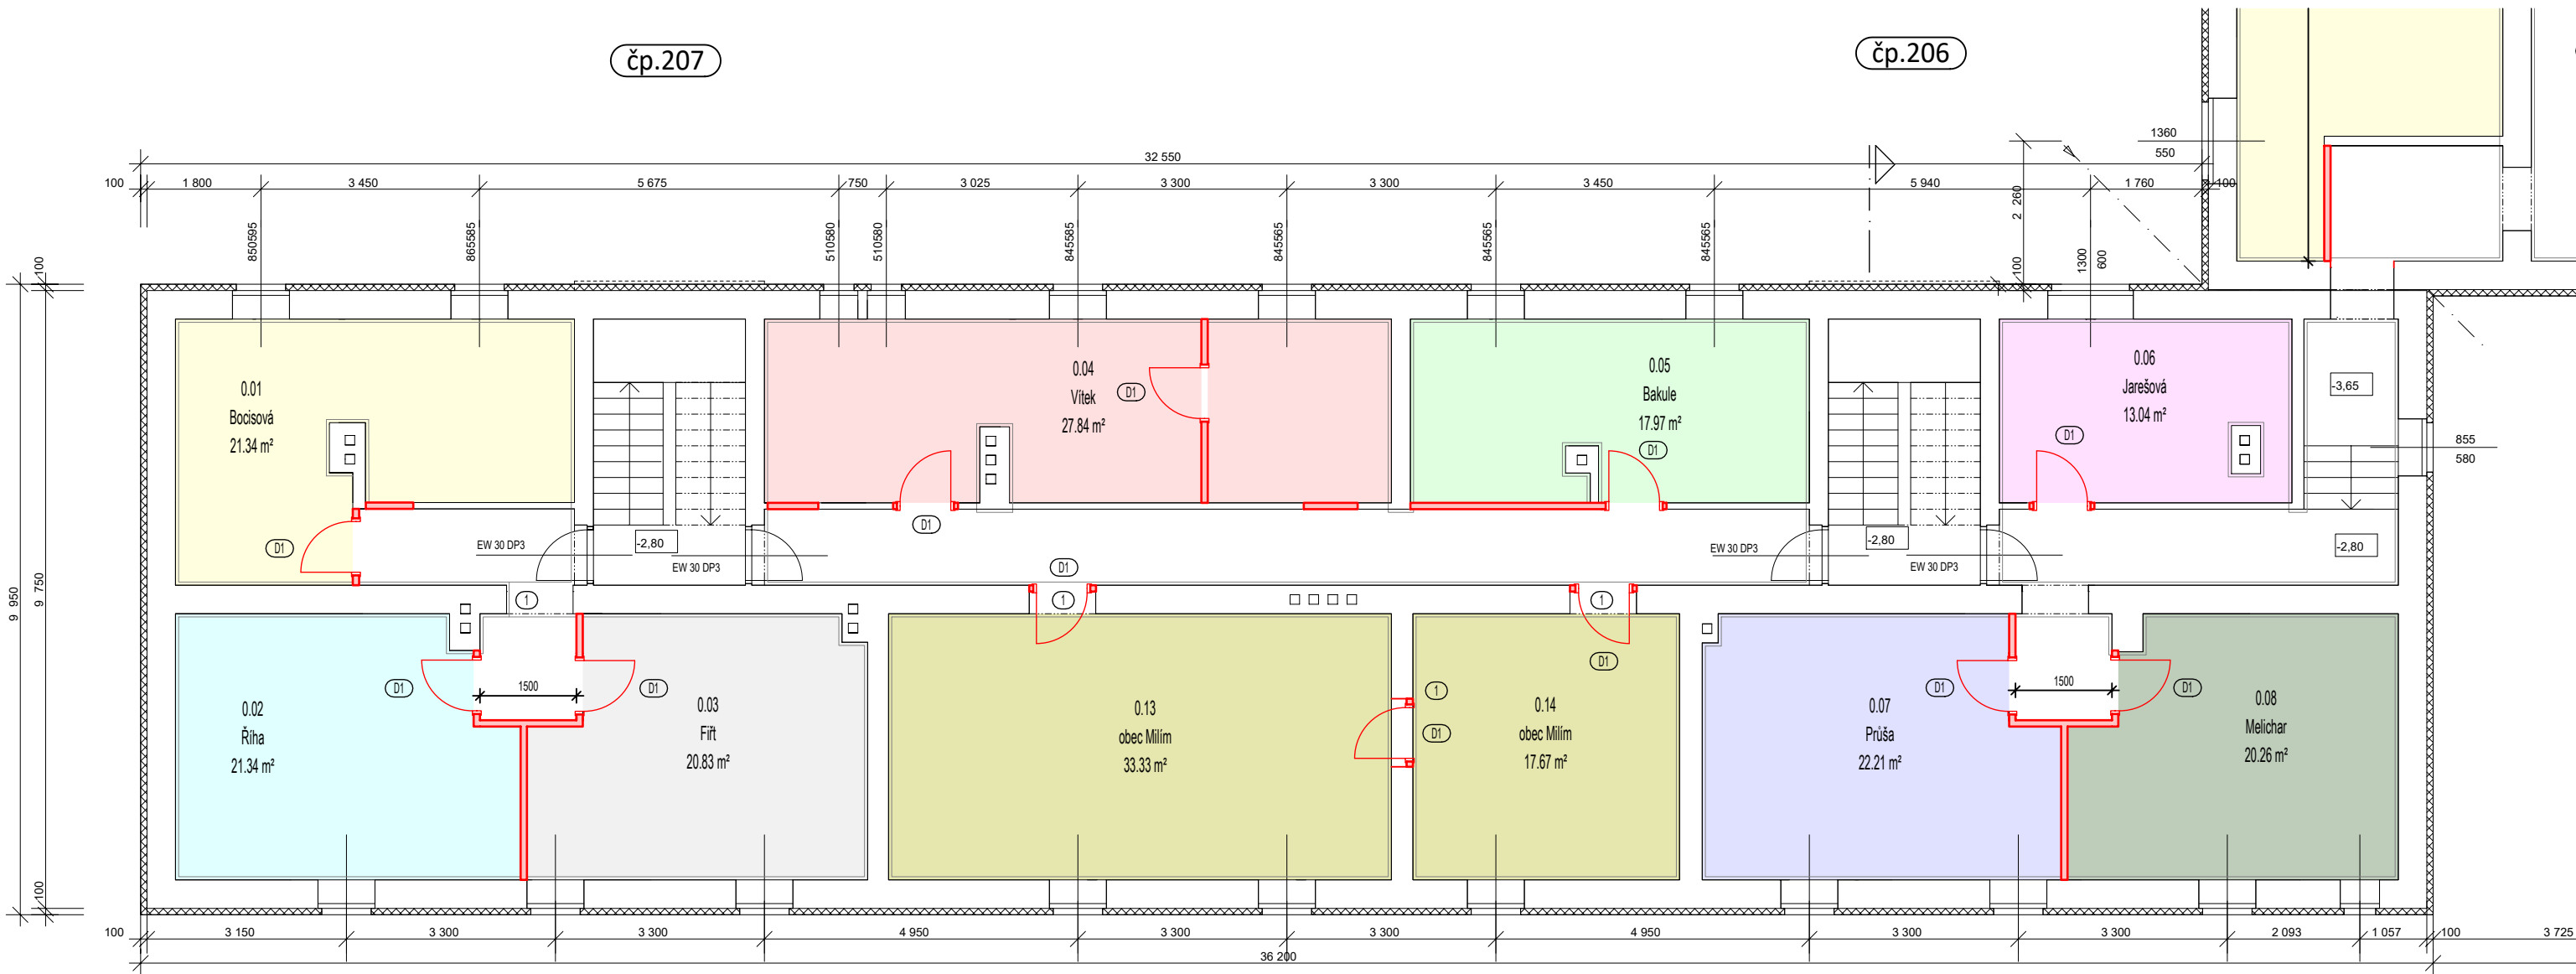 čp.207
čp.206
1360
550
32 550
100
1 800
3 450
5 675
750
3 025
3 300
3 300
3 450
5 940
1 760
100
2 260
100
850595
865585
510580
510580
845585
845565
845565
845565
1300
600
100
9 950
9 750
100
0.01
Bocisová
21.34 m²
0.04
Vítek
27.84 m²
D1
0.05
Bakule
17.97 m²
D1
0.06
Jarešová
13.04 m²
D1
-3,65
855
580
D1
EW 30 DP3
-2,80
EW 30 DP3
D1
D1
EW 30 DP3
-2,80
EW 30 DP3
-2,80
1
1
1
0.02
Říha
21.34 m²
D1
1500
D1
0.03
Fiřt
20.83 m²
0.13
obec Milím
33.33 m²
1
D1
0.14
obec Milím
17.67 m²
D1
0.07
Průša
22.21 m²
D1
1500
D1
0.08
Melichar
20.26 m²
100
3 150
3 300
3 300
4 950
3 300
3 300
4 950
3 300
3 300
2 093
1 057
100
3 725
36 200